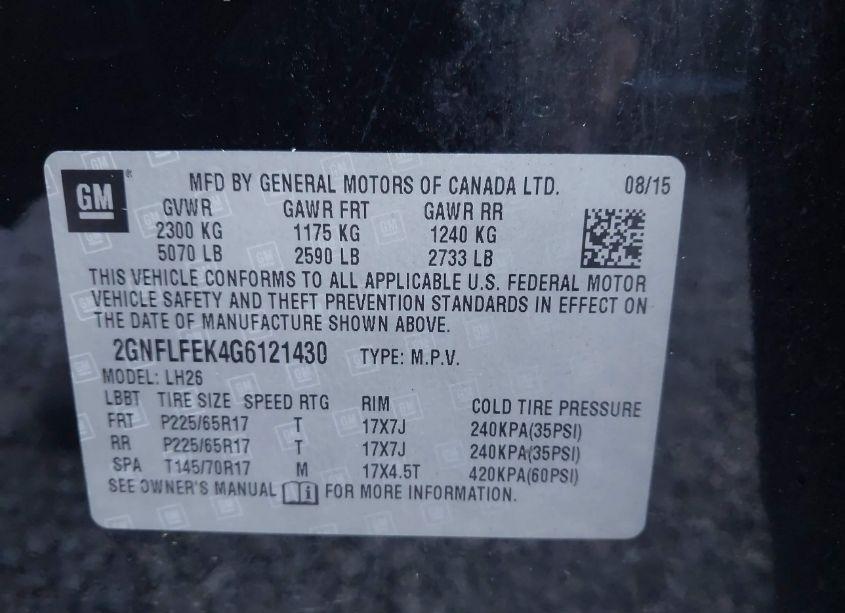 GM ®
MFD BY GENERAL MOTORS OF CANADA LTD. 08/15
GVWR GAWR FRT GAWR RR
2300 KG 1175 KG 1240 KG
5070 LB 2590 LB 2733 LB
THIS VEHICLE CONFORMS TO ALL APPLICABLE U.S. FEDERAL MOTOR
VEHICLE SAFETY AND THEFT PREVENTION STANDARDS IN EFFECT ON
THE DATE OF MANUFACTURE SHOWN ABOVE.
2GNFLFEK4G6121430 TYPE: M.P.V.
MODEL: LH26
LBBT TIRE SIZE SPEED RTG RIM COLD TIRE PRESSURE
FRT P225/65R17 T 17X7J 240KPA(35PSI)
RR P225/65R17 T 17X7J 240KPA(35PSI)
SPA T145/70R17 M 17X4.5T 420KPA(60PSI)
SEE OWNER'S MANUAL FOR MORE INFORMATION.